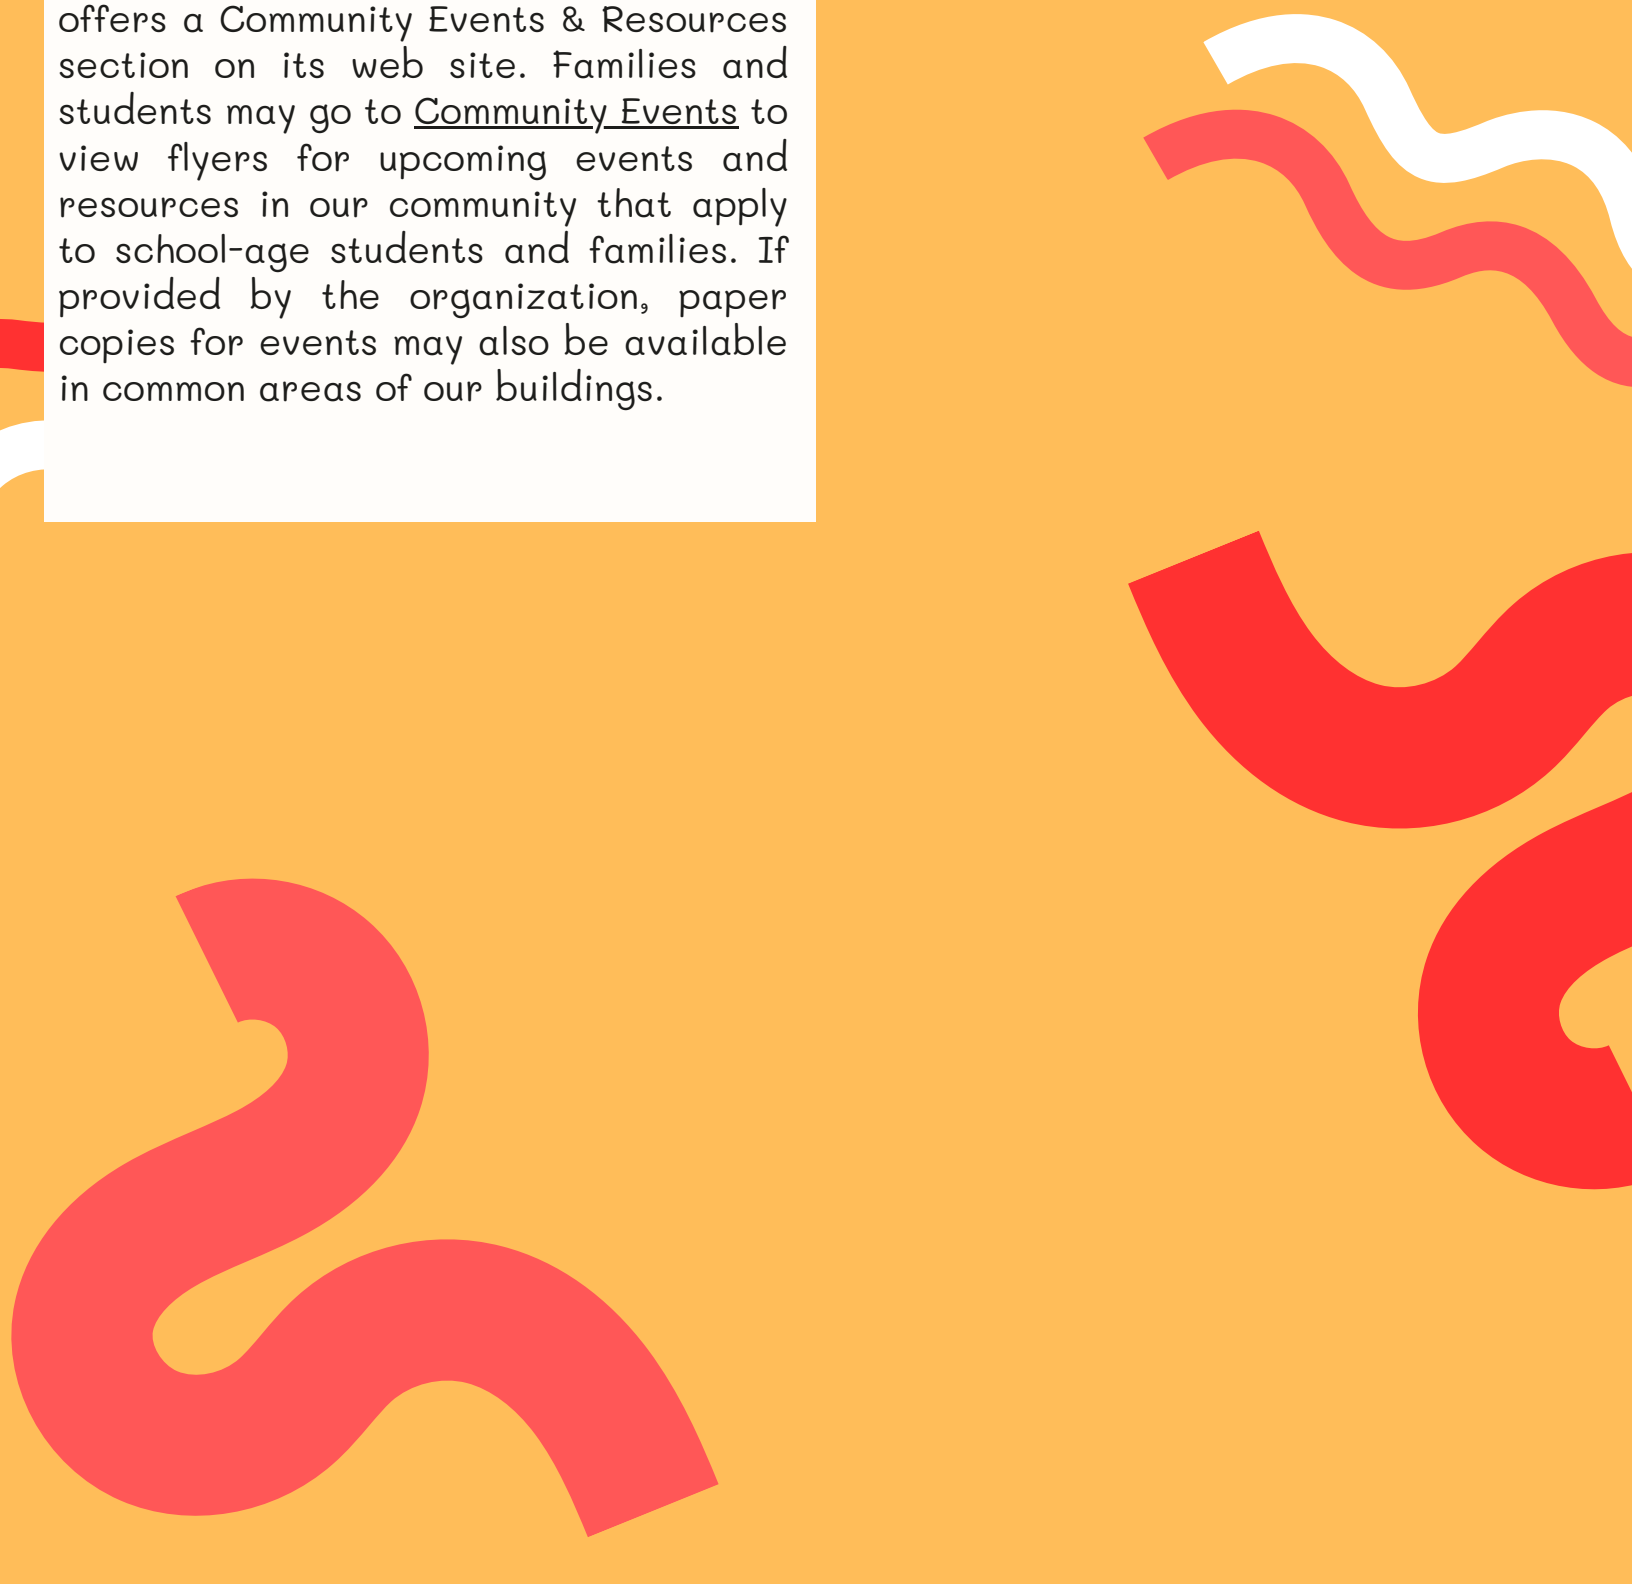 offers a Community Events & Resources
section on its web site. Families and
students may go to Community Events to
view flyers for upcoming events and
resources in our community that apply
to school-age students and families. If
provided by the organization, paper
copies for events may also be available
in common areas of our buildings.